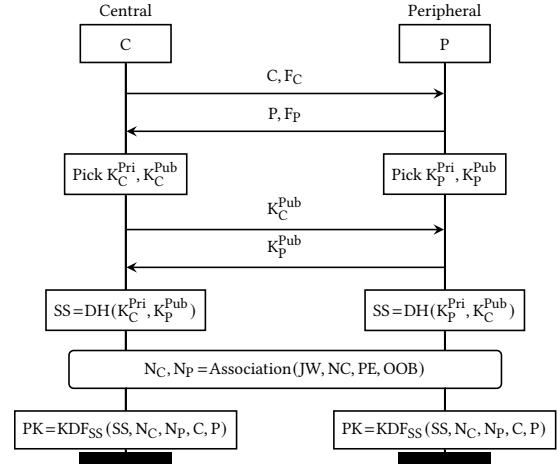 Central
Peripheral
C
P
C, F_C
P, F_P
Pick K_C^Pri, K_C^Pub
Pick K_P^Pri, K_P^Pub
K_C^Pub
K_P^Pub
SS=DH(K_C^Pri, K_P^Pub)
SS=DH(K_P^Pri, K_C^Pub)
N_C, N_P=Association(JW, NC, PE, OOB)
PK=KDF_SS(SS, N_C, N_P, C, P)
PK=KDF_SS(SS, N_C, N_P, C, P)